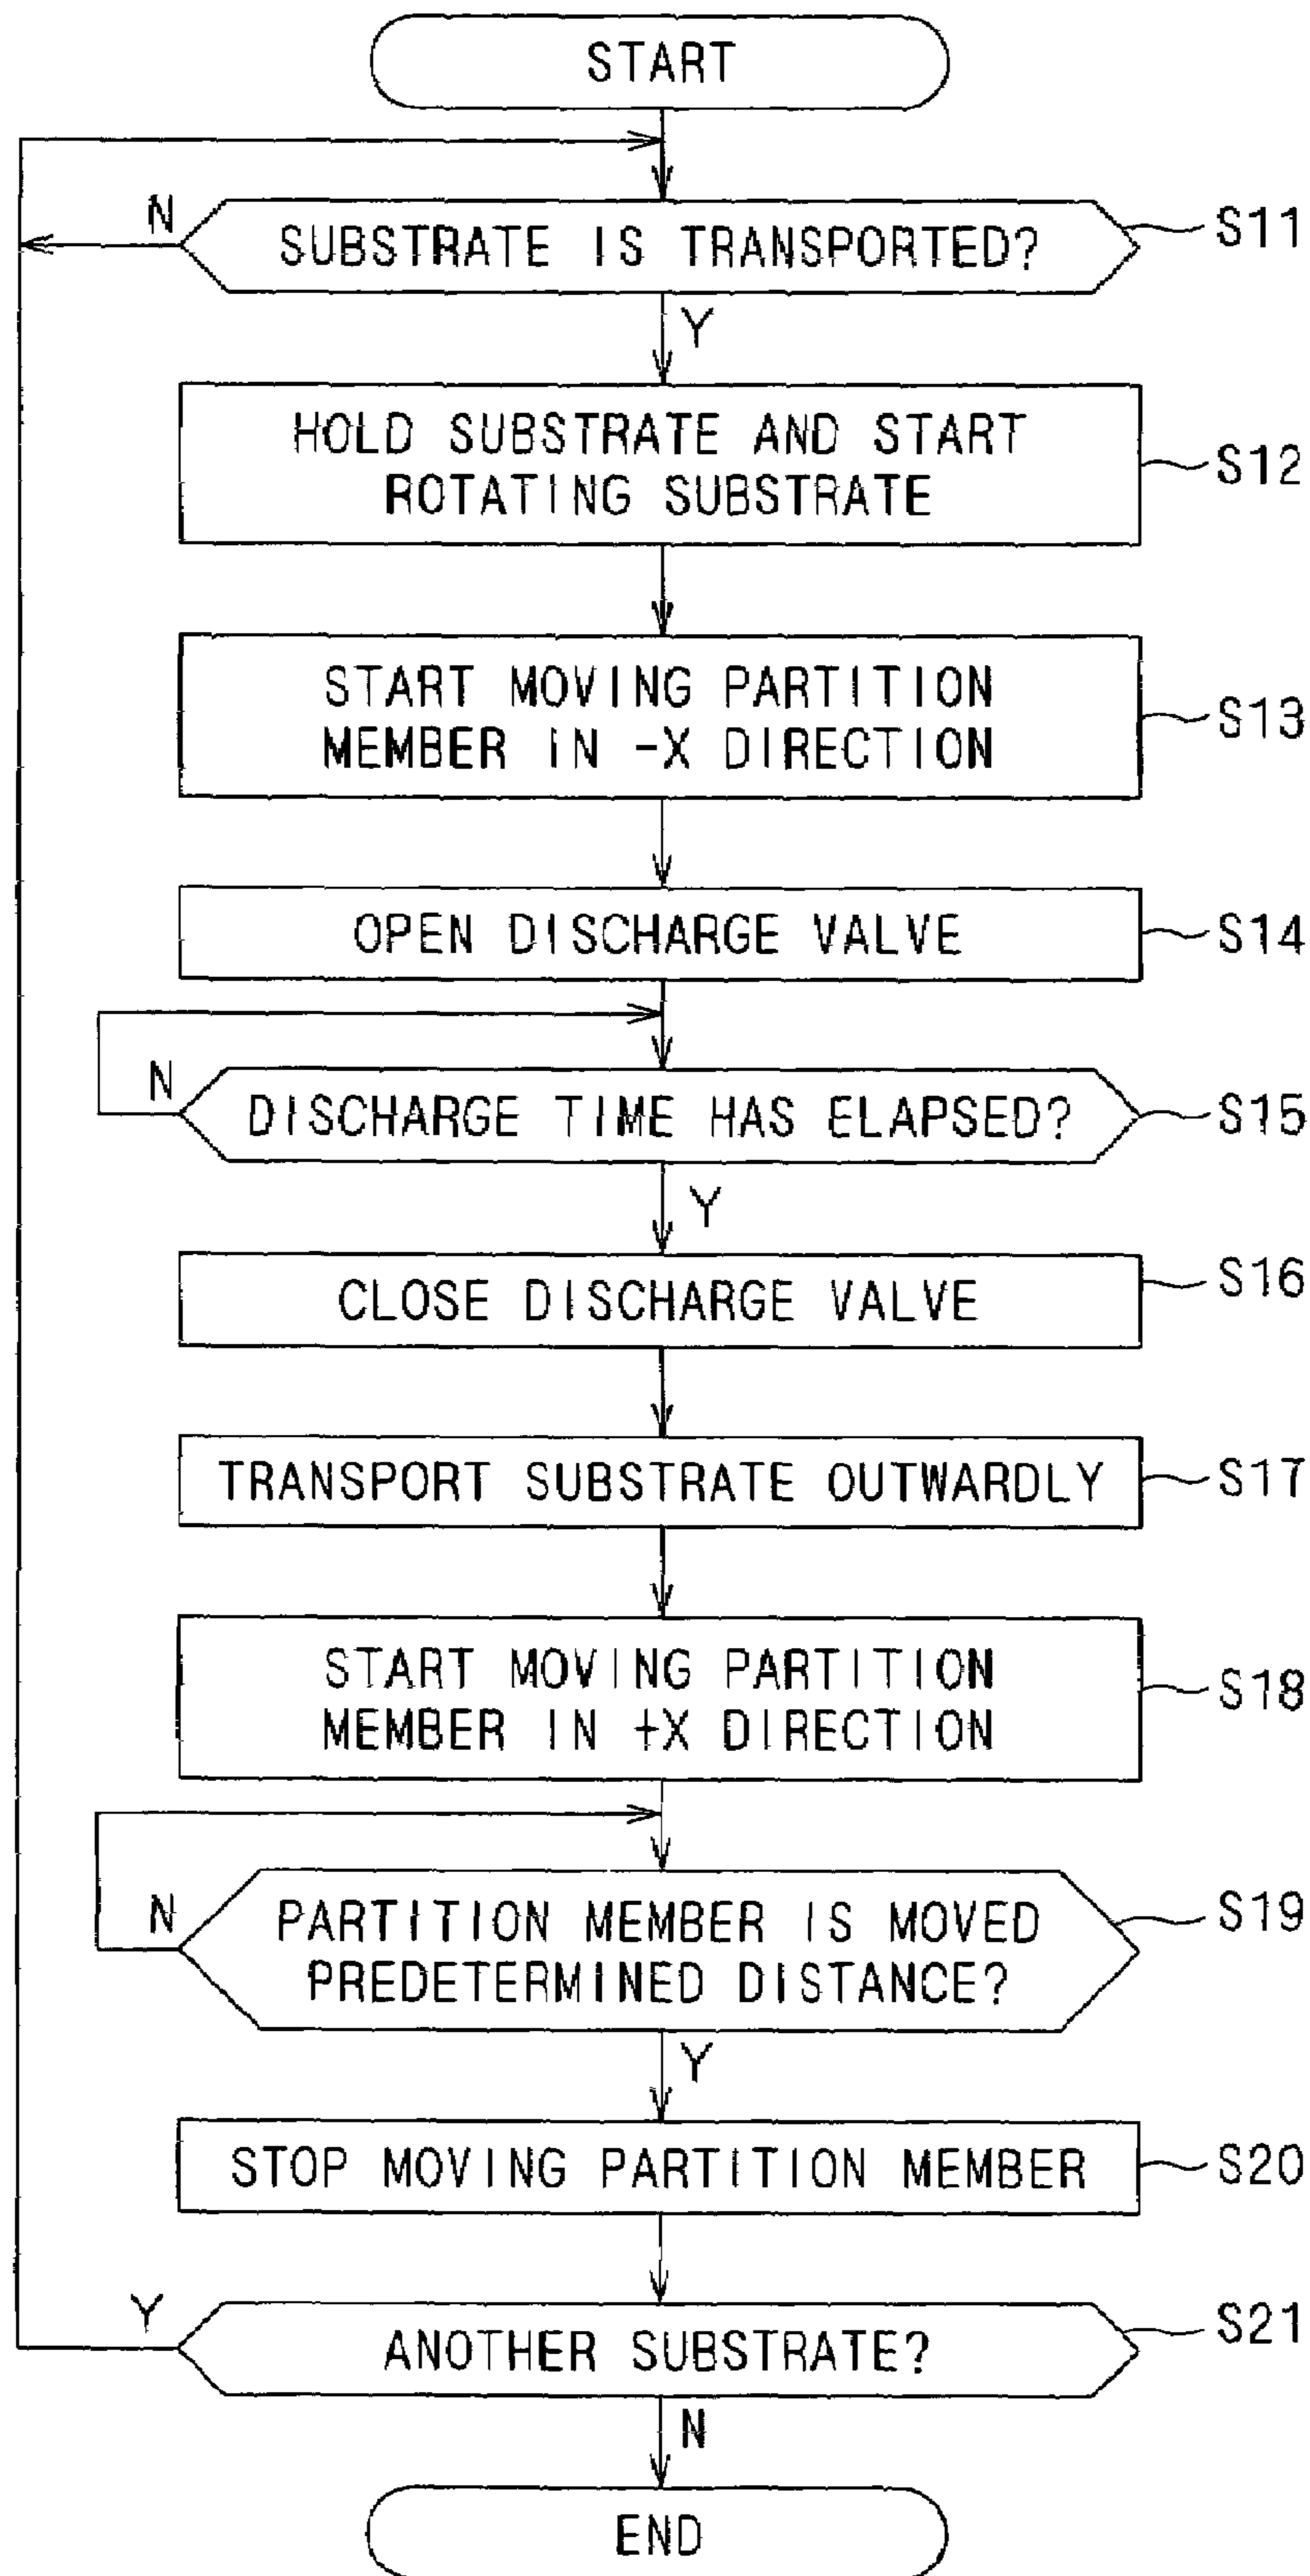 START
N
SUBSTRATE IS TRANSPORTED?
S11
Y
HOLD SUBSTRATE AND START
ROTATING SUBSTRATE
S12
START MOVING PARTITION
MEMBER IN -X DIRECTION
S13
OPEN DISCHARGE VALVE
S14
N
DISCHARGE TIME HAS ELAPSED?
S15
Y
CLOSE DISCHARGE VALVE
S16
TRANSPORT SUBSTRATE OUTWARDLY
S17
START MOVING PARTITION
MEMBER IN +X DIRECTION
S18
N
PARTITION MEMBER IS MOVED
PREDETERMINED DISTANCE?
S19
Y
STOP MOVING PARTITION MEMBER
S20
Y
ANOTHER SUBSTRATE?
S21
N
END